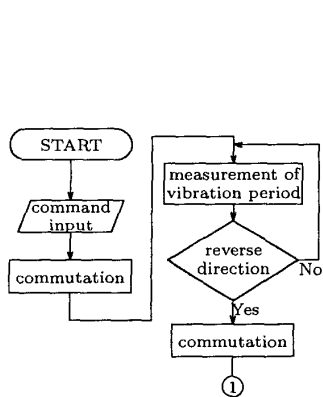 START
command
input
commutation
measurement of
vibration period
reverse
direction
No
Yes
commutation
1